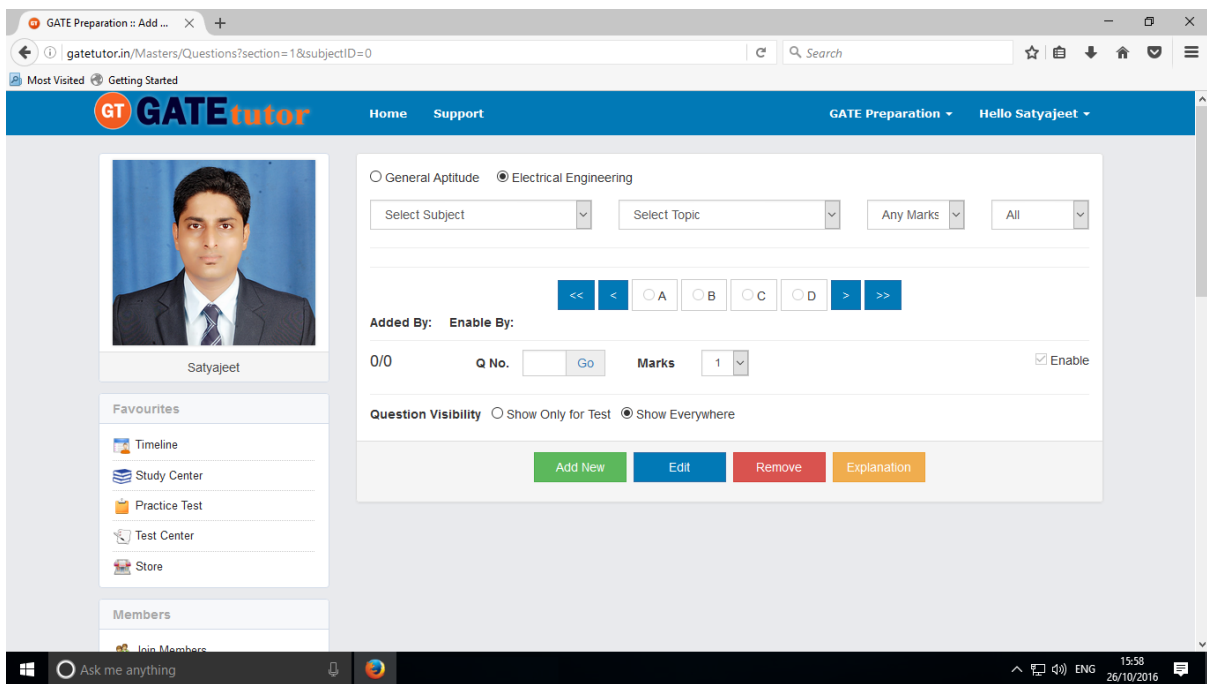 GATE Preparation :: Add ...
gatetutor.in/Masters/Questions?section=1&subjectID=0
Search
Most Visited Getting Started
GT GATEtutor Home Support GATE Preparation Hello Satyajeet
General Aptitude Electrical Engineering
Select Subject Select Topic Any Marks All
<< < A B C D > >>
Added By: Enable By:
0/0 Q No. Go Marks 1 Enable
Question Visibility Show Only for Test Show Everywhere
Add New Edit Remove Explanation
Satyajeet
Favourites
Timeline
Study Center
Practice Test
Test Center
Store
Members
Join Members
Ask me anything
ENG 15:58
26/10/2016